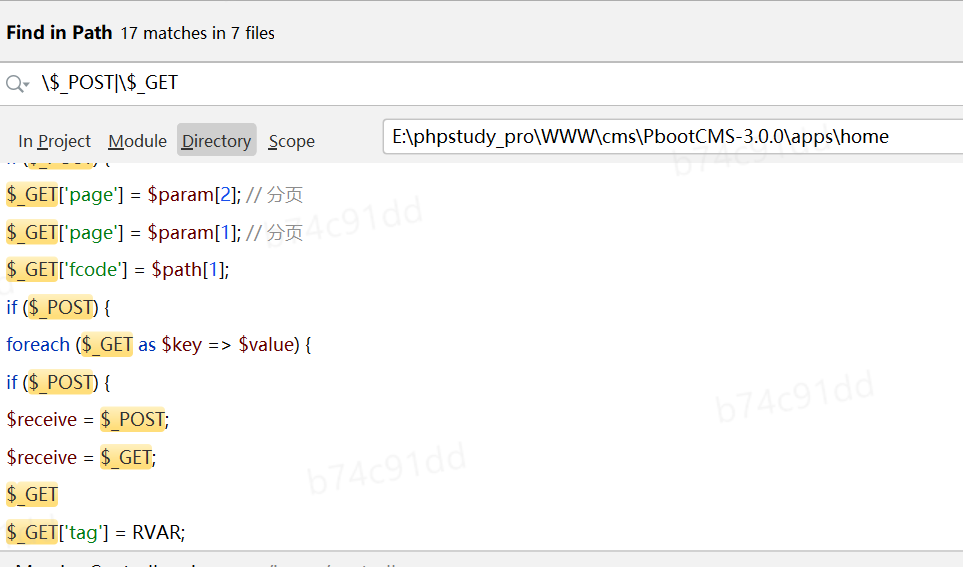 Find in Path 17 matches in 7 files
\$_POST|\$_GET
In Project Module Directory Scope E:\phpstudy_pro\WWW\cms\PbootCMS-3.0.0\apps\home
$_GET['page'] = $param[2]; // 分页
$_GET['page'] = $param[1]; // 分页
$_GET['fcode'] = $path[1];
if ($_POST) {
foreach ($_GET as $key => $value) {
if ($_POST) {
$receive = $_POST;
$receive = $_GET;
$_GET
$_GET['tag'] = RVAR;
b74c91dd
b74c91dd
b74c91dd
b74c91dd